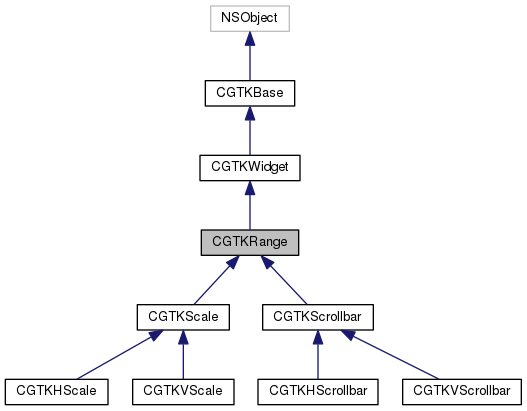 NSObject
CGTKBase
CGTKWidget
CGTKRange
CGTKScale
CGTKScrollbar
CGTKHScale
CGTKVScale
CGTKHScrollbar
CGTKVScrollbar